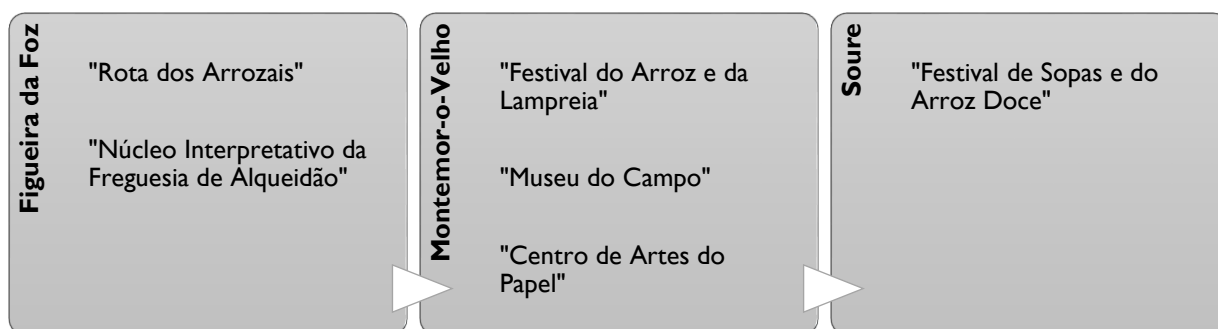 Figueira da Foz
"Rota dos Arrozais"
"Núcleo Interpretativo da
Freguesia de Alqueidão"
Montemor-o-Velho
"Festival do Arroz e da
Lampreia"
"Museu do Campo"
"Centro de Artes do
Papel"
Soure
"Festival de Sopas e do
Arroz Doce"